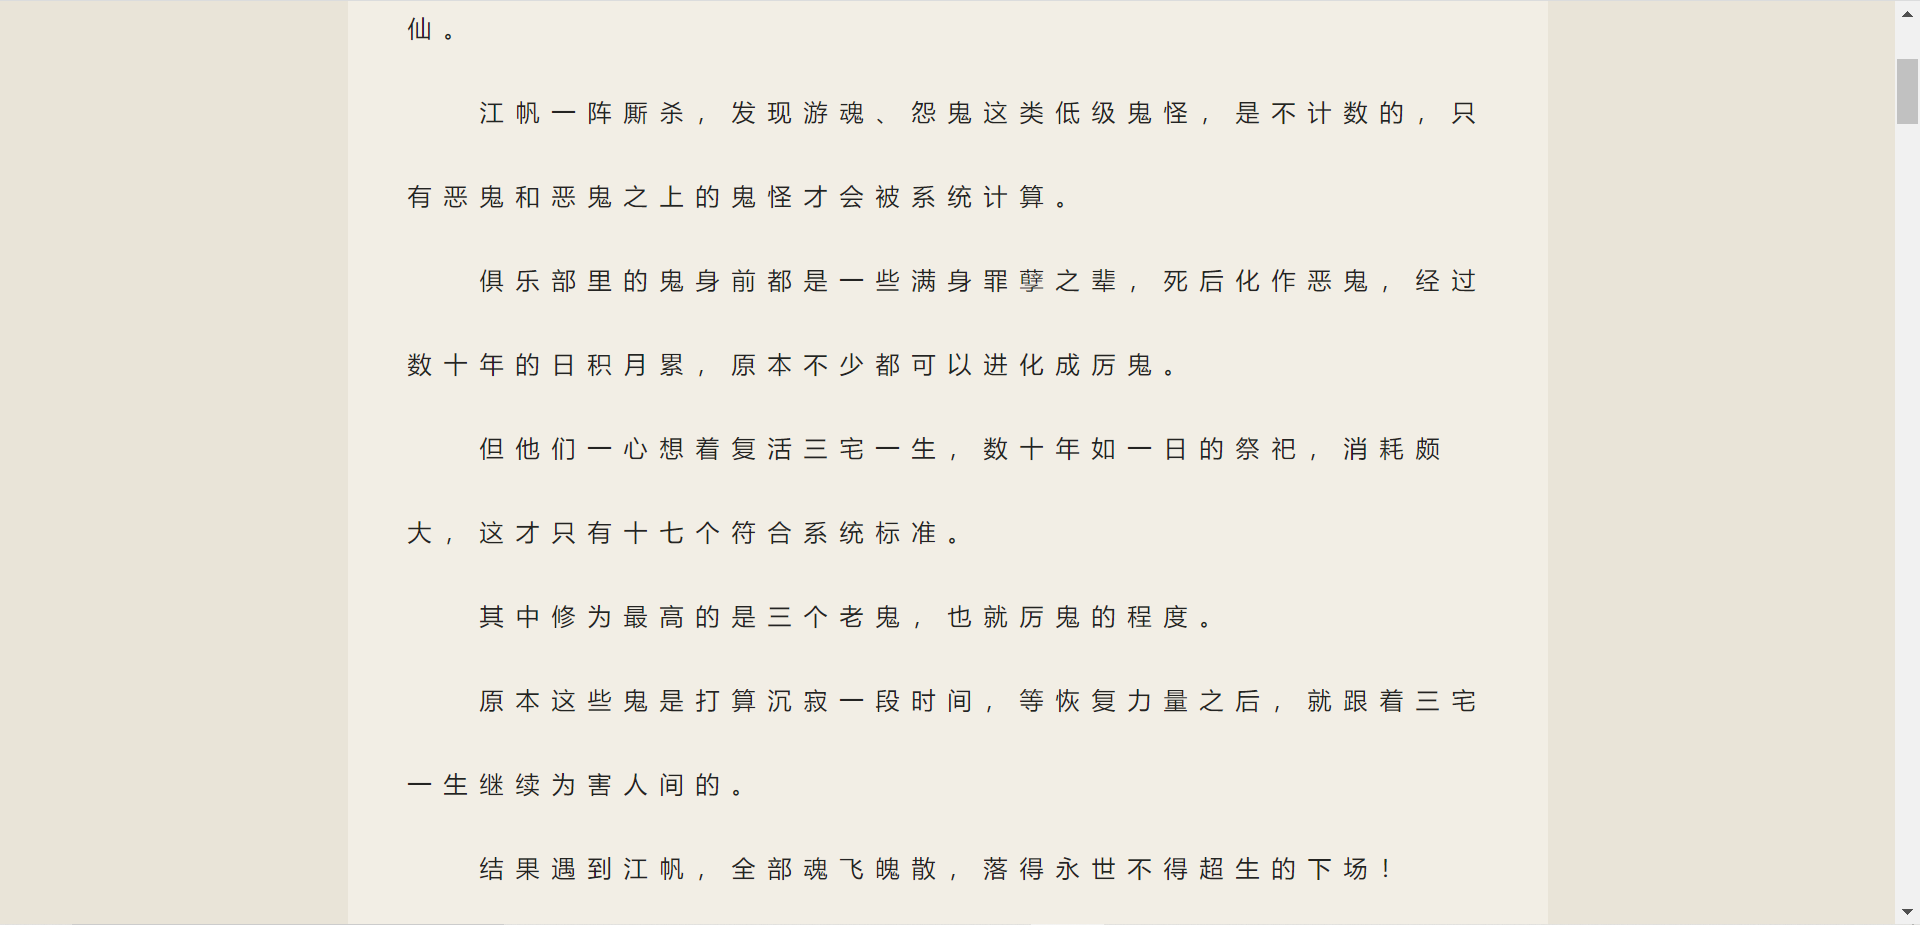 仙。
江帆一阵厮杀，发现游魂、怨鬼这类低级鬼怪，是不计数的，只
有恶鬼和恶鬼之上的鬼怪才会被系统计算。
俱乐部里的鬼身前都是一些满身罪孽之辈，死后化作恶鬼，经过
数十年的日积月累，原本不少都可以进化成厉鬼。
但他们一心想着复活三宅一生，数十年如一日的祭祀，消耗颇
大，这才只有十七个符合系统标准。
其中修为最高的是三个老鬼，也就厉鬼的程度。
原本这些鬼是打算沉寂一段时间，等恢复力量之后，就跟着三宅
一生继续为害人间的。
结果遇到江帆，全部魂飞魄散，落得永世不得超生的下场！